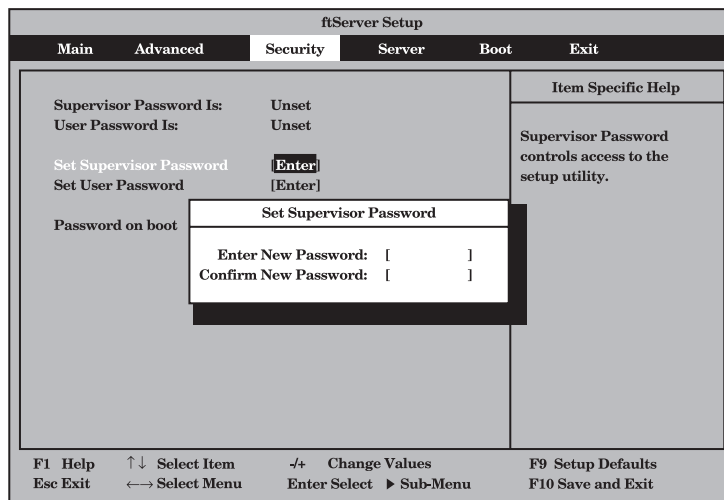 ftServer Setup
Main Advanced Security Server Boot Exit
Item Specific Help
Supervisor Password Is: Unset
User Password Is: Unset
Supervisor Password
controls access to the
setup utility.
Set Supervisor Password [Enter]
Set User Password [Enter]
Password on boot
Set Supervisor Password
Enter New Password: [ ]
Confirm New Password: [ ]
F1 Help ↑↓ Select Item -/+ Change Values F9 Setup Defaults
Esc Exit ←→ Select Menu Enter Select ▶ Sub-Menu F10 Save and Exit